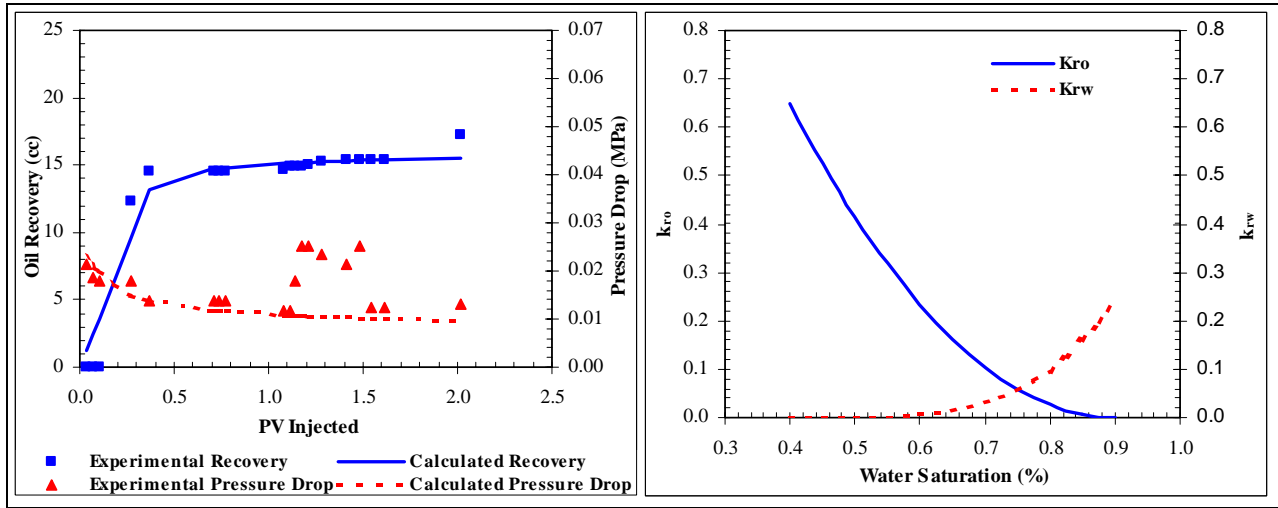 25
20
15
10
5
0
Oil Recovery (cc)
0.07
0.06
0.05
0.04
0.03
0.02
0.01
0.00
Pressure Drop (MPa)
0.0 0.5 1.0 1.5 2.0 2.5
PV Injected
Experimental Recovery
Calculated Recovery
Experimental Pressure Drop
Calculated Pressure Drop
0.8
0.7
0.6
0.5
0.4
0.3
0.2
0.1
0.0
kro
Kro
Krw
0.8
0.7
0.6
0.5
0.4
0.3
0.2
0.1
0.0
krw
0.3 0.4 0.5 0.6 0.7 0.8 0.9 1.0
Water Saturation (%)